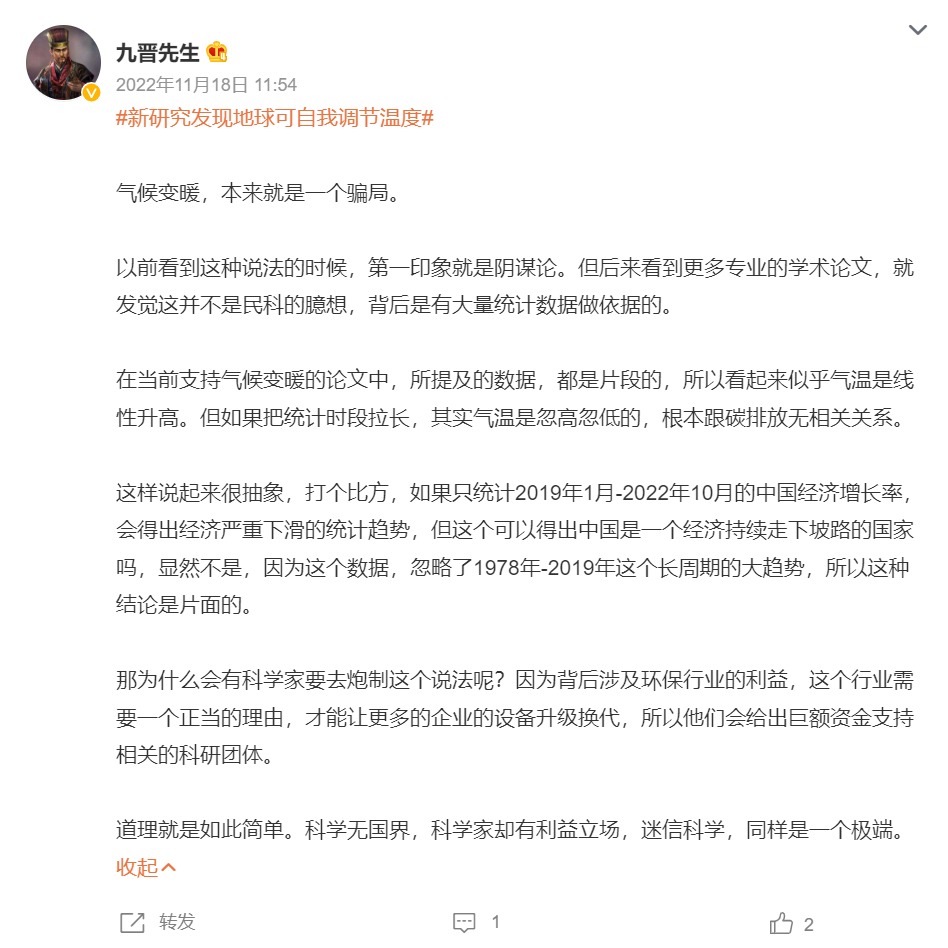 九晋先生
2022年11月18日 11:54
#新研究发现地球可自我调节温度#
气候变暖，本来就是一个骗局。
以前看到这种说法的时候，第一印象就是阴谋论。但后来看到更多专业的学术论文，就
发觉这并不是民科的臆想，背后是有大量统计数据做依据的。
在当前支持气候变暖的论文中，所提及的数据，都是片段的，所以看起来似乎气温是线
性升高。但如果把统计时段拉长，其实气温是忽高忽低的，根本跟碳排放无相关关系。
这样说起来很抽象，打个比方，如果只统计2019年1月-2022年10月的中国经济增长率，
会得出经济严重下滑的统计趋势，但这个可以得出中国是一个经济持续走下坡路的国家
吗，显然不是，因为这个数据，忽略了1978年-2019年这个长周期的大趋势，所以这种
结论是片面的。
那为什么会有科学家要去炮制这个说法呢？因为背后涉及环保行业的利益，这个行业需
要一个正当的理由，才能让更多的企业的设备升级换代，所以他们会给出巨额资金支持
相关的科研团体。
道理就是如此简单。科学无国界，科学家却有利益立场，迷信科学，同样是一个极端。
收起
转发
1
2